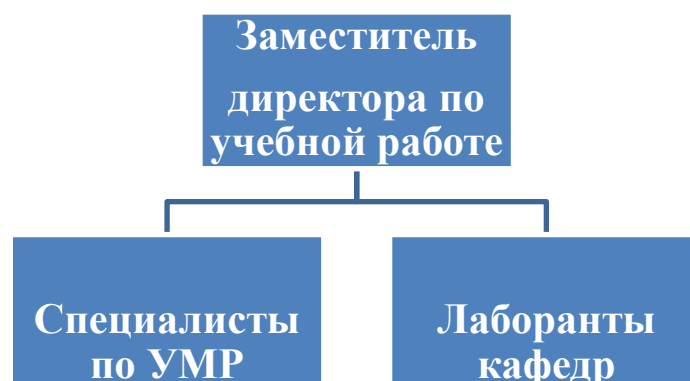 Заместитель
директора по
учебной работе
Специалисты
по УМР
Лаборанты
кафедр